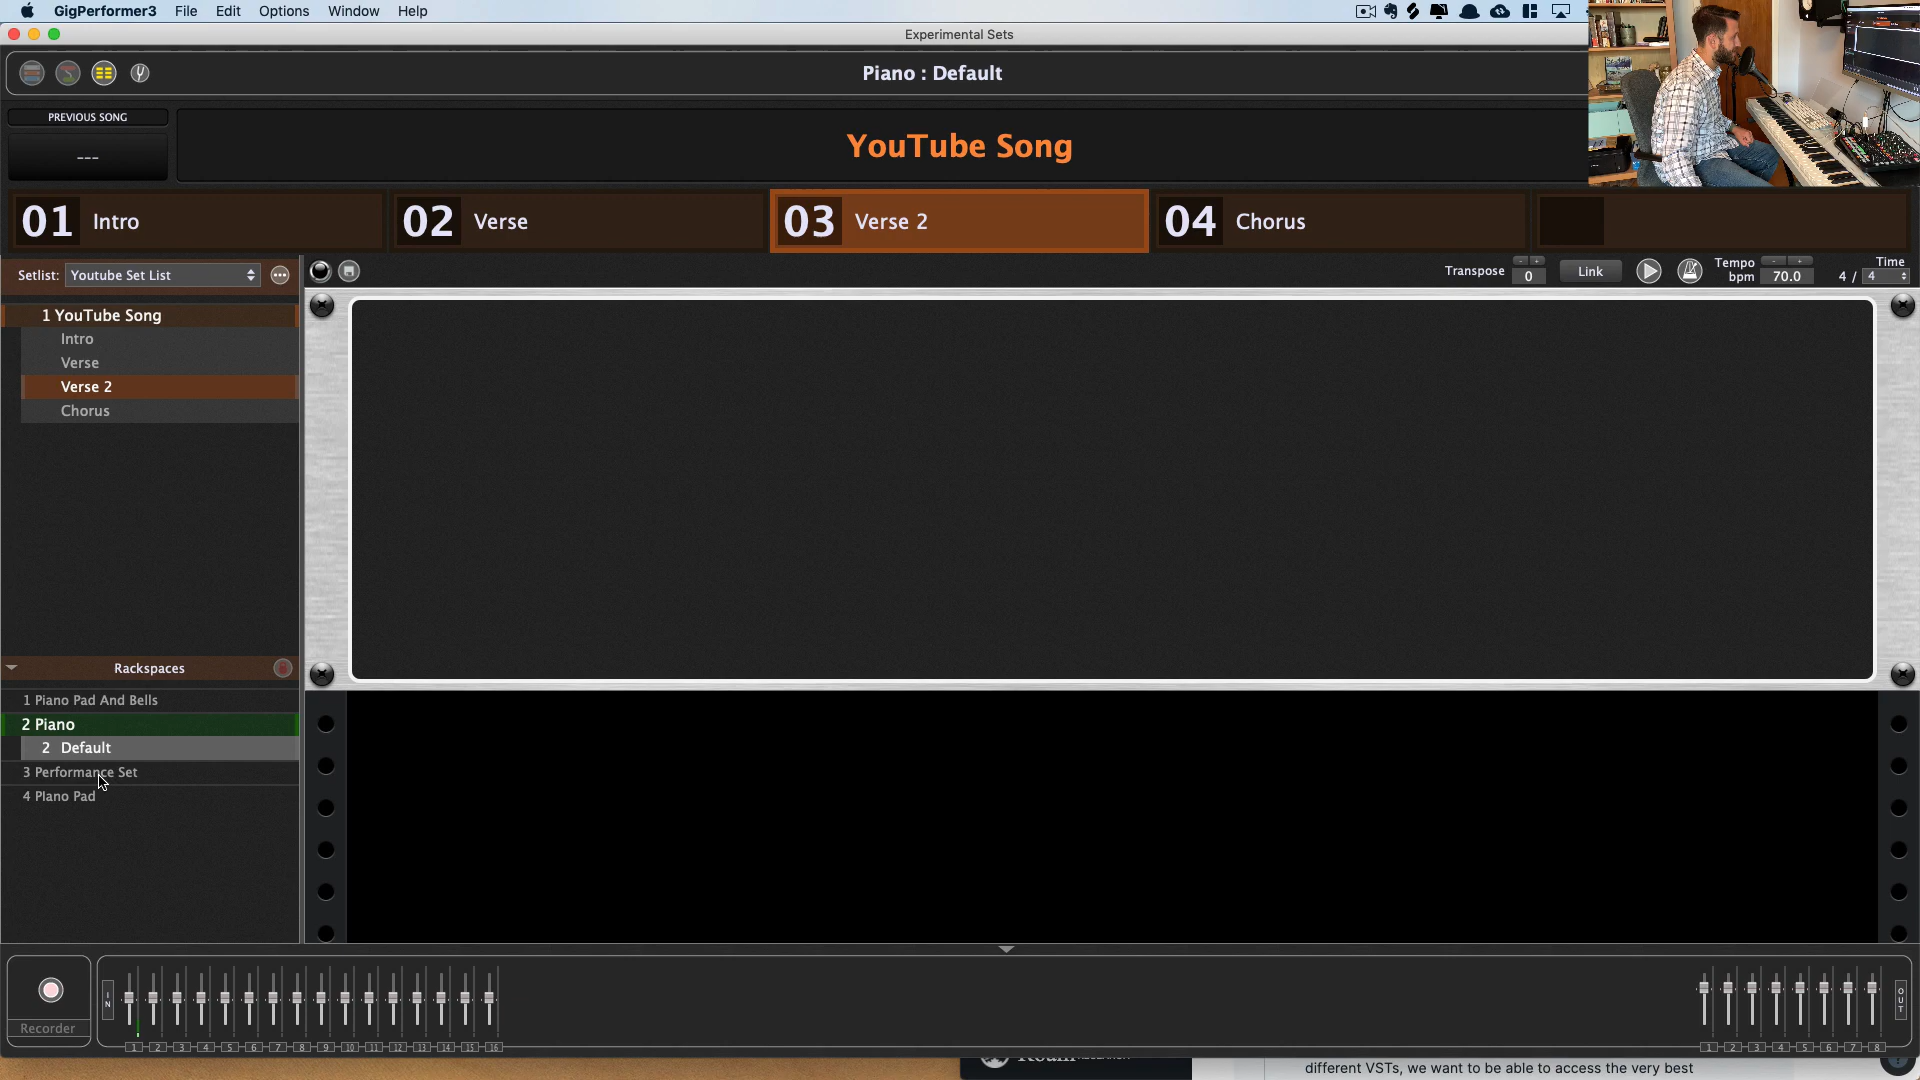 GigPerformer3 File Edit Options Window Help
Experimental Sets
Piano : Default
PREVIOUS SONG
---
YouTube Song
01 Intro
02 Verse
03 Verse 2
04 Chorus
Setlist: Youtube Set List
Transpose
0
Link
Tempo
bpm 70.0
Time
4 / 4
1 YouTube Song
Intro
Verse
Verse 2
Chorus
Rackspaces
1 Piano Pad And Bells
2 Piano
2 Default
3 Performance Set
4 PIano Pad
Recorder
IN
1 2 3 4 5 6 7 8 9 10 11 12 13 14 15 16
1 2 3 4 5 6 7 8
OUT
different VSTs, we want to be able to access the very best